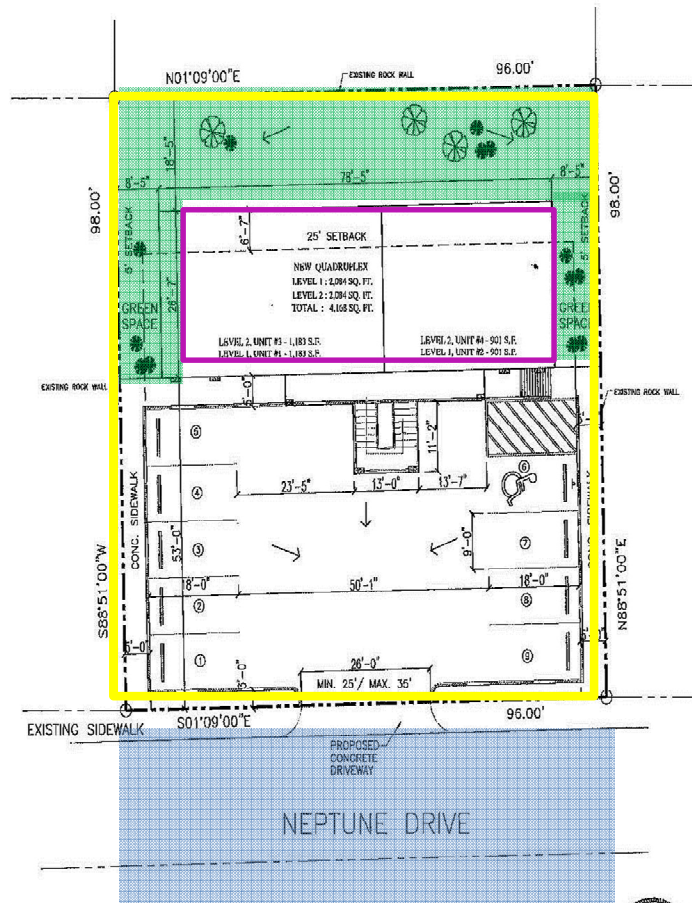 N01°09'00"E
EXISTING ROCK WALL
96.00'
18'-5"
8'-5"
78'-5"
8'-5"
98.00'
98.00'
5' SETBACK
5' SETBACK
6'-7"
25' SETBACK
26'-7"
NEW QUADRUPLEX
LEVEL 1 : 2,084 SQ. FT.
LEVEL 2 : 2,084 SQ. FT.
TOTAL : 4,168 SQ. FT.
GREEN
SPACE
GREEN
SPACE
LEVEL 2, UNIT #3 - 1,183 S.F.
LEVEL 1, UNIT #1 - 1,183 S.F.
LEVEL 2, UNIT #4 - 901 S.F.
LEVEL 1, UNIT #2 - 901 S.F.
EXISTING ROCK WALL
EXISTING ROCK WALL
5'-0"
11'-2"
5
4
3
2
1
6
7
8
9
23'-5"
13'-0"
13'-7"
CONC. SIDEWALK
CONC. SIDEWALK
53'-0"
9'-0"
18'-0"
50'-1"
18'-0"
S88°51'00"W
N88°51'00"E
5'-0"
26'-0"
MIN. 25'/ MAX. 35'
S01°09'00"E
96.00'
EXISTING SIDEWALK
PROPOSED
CONCRETE
DRIVEWAY
NEPTUNE DRIVE